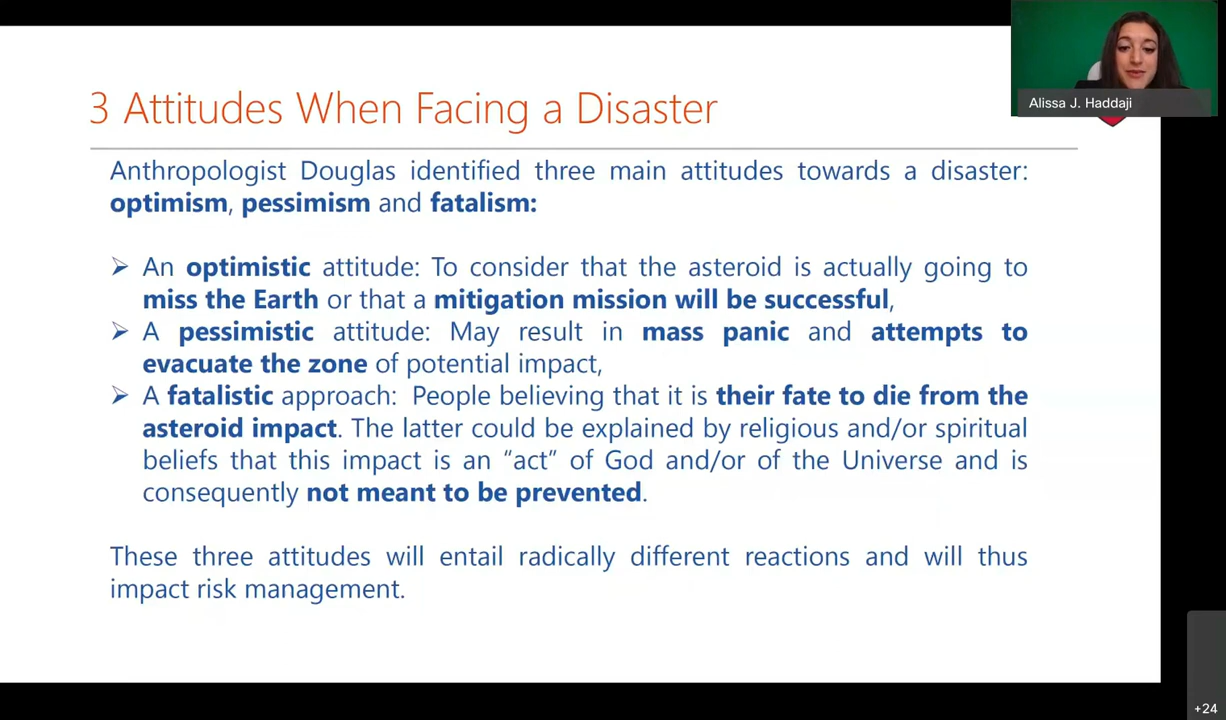 3 Attitudes When Facing a Disaster
Alissa J. Haddaji
Anthropologist Douglas identified three main attitudes towards a disaster:
optimism, pessimism and fatalism:
➢ An optimistic attitude: To consider that the asteroid is actually going to
miss the Earth or that a mitigation mission will be successful,
➢ A pessimistic attitude: May result in mass panic and attempts to
evacuate the zone of potential impact,
➢ A fatalistic approach: People believing that it is their fate to die from the
asteroid impact. The latter could be explained by religious and/or spiritual
beliefs that this impact is an “act” of God and/or of the Universe and is
consequently not meant to be prevented.
These three attitudes will entail radically different reactions and will thus
impact risk management.
+24